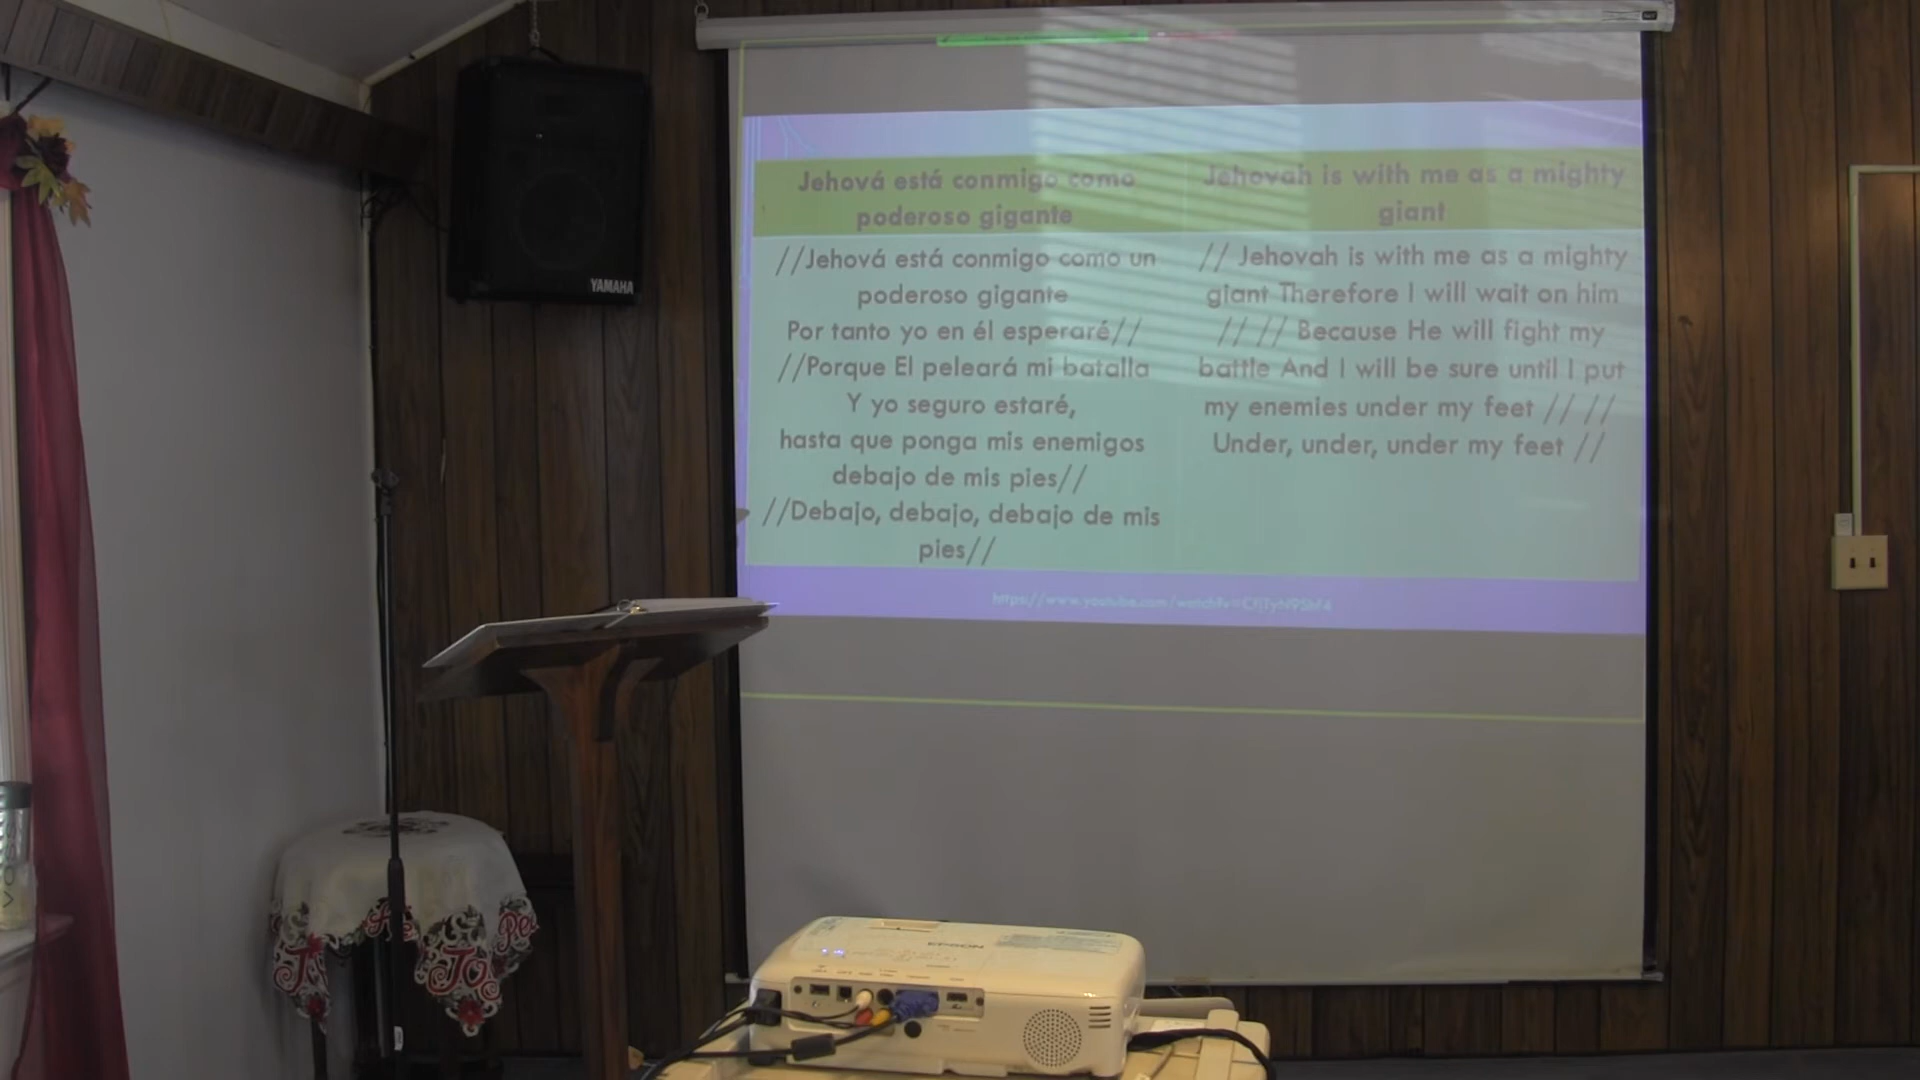 YAMAHA
Jehová está conmigo como
poderoso gigante
//Jehová está conmigo como un
poderoso gigante
Por tanto yo en él esperaré//
//Porque El peleará mi batalla
Y yo seguro estaré,
hasta que ponga mis enemigos
debajo de mis pies//
//Debajo, debajo, debajo de mis
pies//
Jehovah is with me as a mighty
giant
// Jehovah is with me as a mighty
giant Therefore I will wait on him
// // Because He will fight my
battle And I will be sure until I put
my enemies under my feet // //
Under, under, under my feet //
EPSON